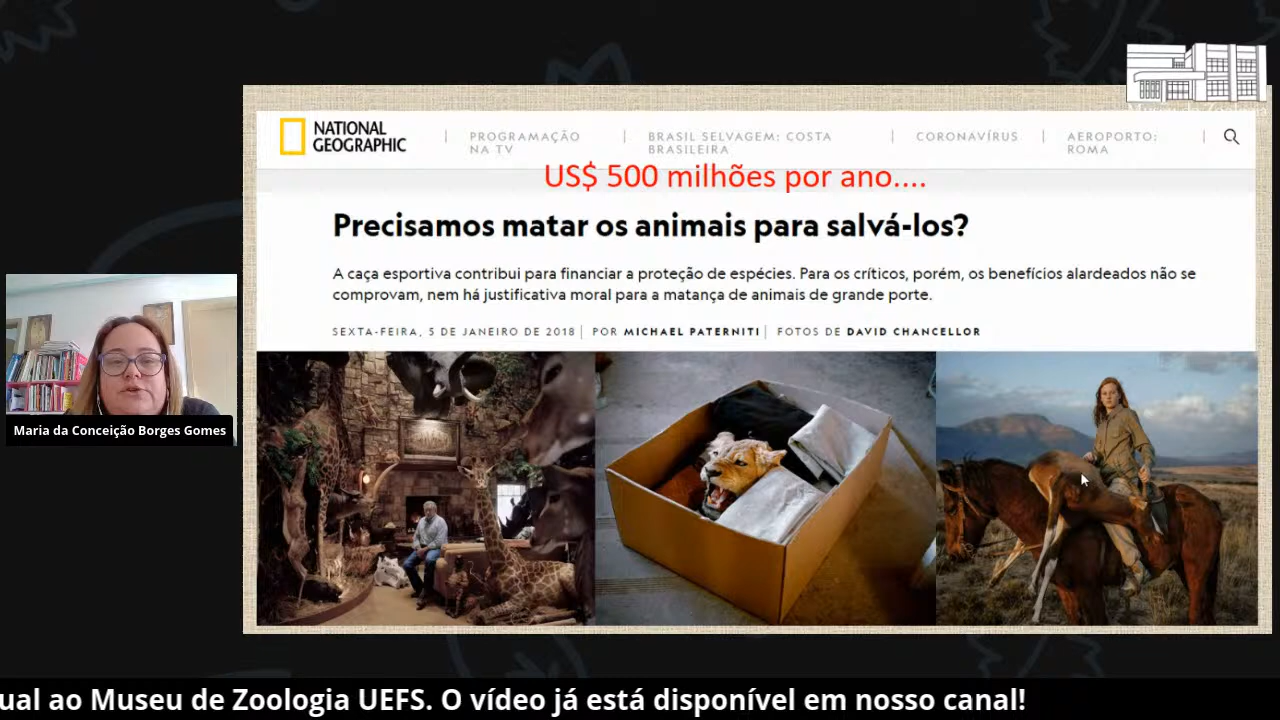 NATIONAL
GEOGRAPHIC
PROGRAMAÇÃO
NA TV
BRASIL SELVAGEM: COSTA
BRASILEIRA
CORONAVÍRUS
AEROPORTO:
ROMA
US$ 500 milhões por ano....
Precisamos matar os animais para salvá-los?
A caça esportiva contribui para financiar a proteção de espécies. Para os críticos, porém, os benefícios alardeados não se
comprovam, nem há justificativa moral para a matança de animais de grande porte.
SEXTA-FEIRA, 5 DE JANEIRO DE 2018 | POR MICHAEL PATERNITI | FOTOS DE DAVID CHANCELLOR
Maria da Conceição Borges Gomes
ual ao Museu de Zoologia UEFS. O vídeo já está disponível em nosso canal!